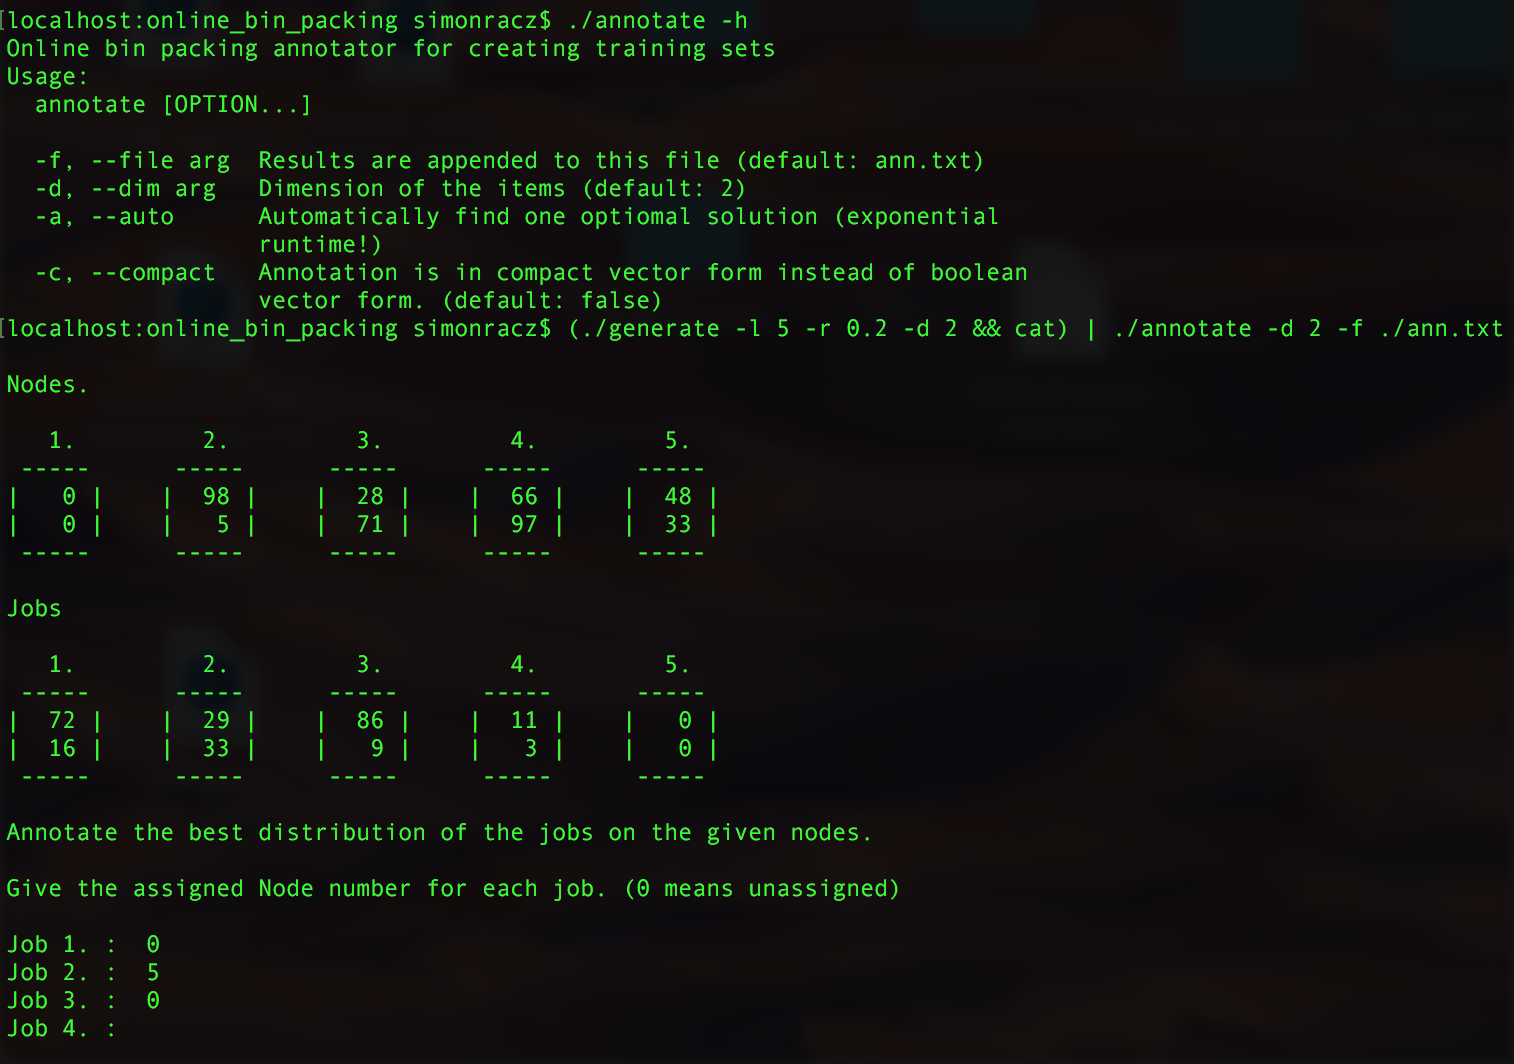 [localhost:online_bin_packing simonracz$ ./annotate -h
Online bin packing annotator for creating training sets
Usage:
  annotate [OPTION...]

  -f, --file arg  Results are appended to this file (default: ann.txt)
  -d, --dim arg   Dimension of the items (default: 2)
  -a, --auto      Automatically find one optiomal solution (exponential
                  runtime!)
  -c, --compact   Annotation is in compact vector form instead of boolean
                  vector form. (default: false)
[localhost:online_bin_packing simonracz$ (./generate -l 5 -r 0.2 -d 2 && cat) | ./annotate -d 2 -f ./ann.txt

Nodes.

   1.         2.         3.         4.         5.
 -----      -----      -----      -----      -----
|   0 |    |  98 |    |  28 |    |  66 |    |  48 |
|   0 |    |   5 |    |  71 |    |  97 |    |  33 |
 -----      -----      -----      -----      -----

Jobs

   1.         2.         3.         4.         5.
 -----      -----      -----      -----      -----
|  72 |    |  29 |    |  86 |    |  11 |    |   0 |
|  16 |    |  33 |    |   9 |    |   3 |    |   0 |
 -----      -----      -----      -----      -----

Annotate the best distribution of the jobs on the given nodes.

Give the assigned Node number for each job. (0 means unassigned)

Job 1. :  0
Job 2. :  5
Job 3. :  0
Job 4. :